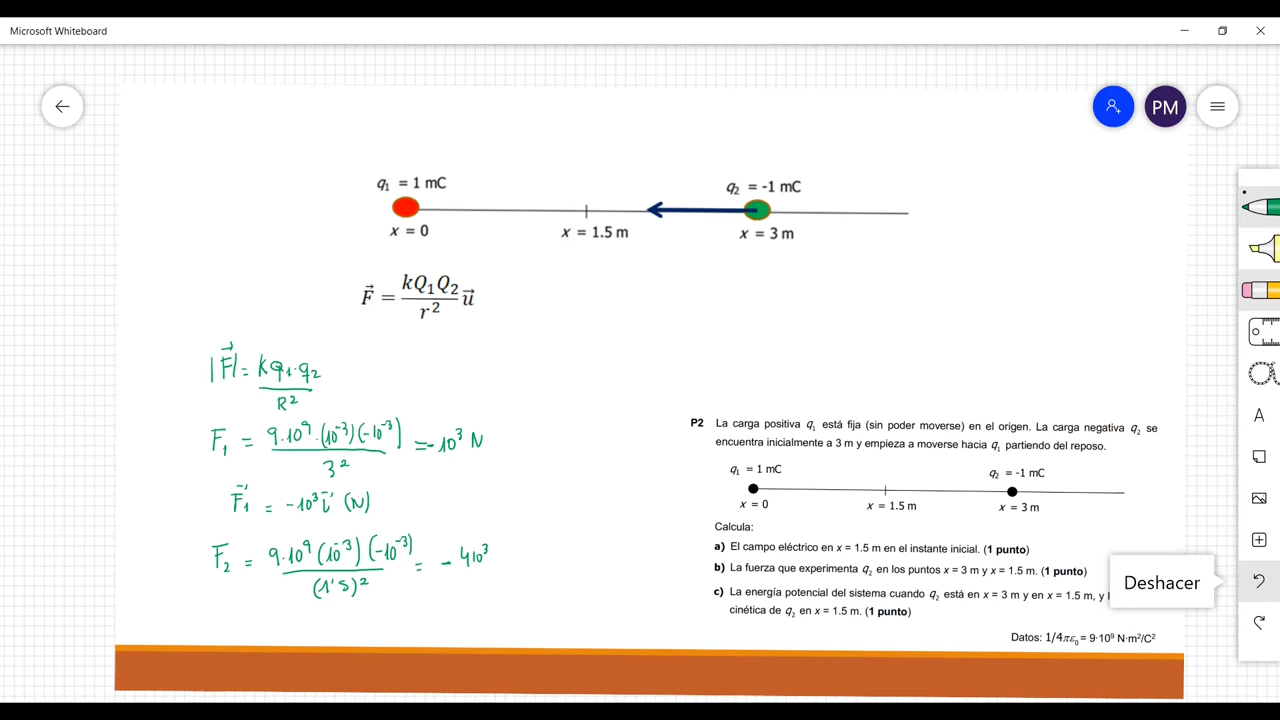 Microsoft Whiteboard
PM
q₁ = 1 mC
q₂ = -1 mC
x = 0
x = 1.5 m
x = 3 m
F⃗ = kQ₁Q₂/r² u⃗
|F⃗| = kq₁·q₂/R²
F₁ = 9·10⁹·(10⁻³)(-10⁻³)/3² = -10³ N
F⃗₁ = -10³ i⃗ (N)
F₂ = 9·10⁹(10⁻³)(-10⁻³)/(1'5)² = - 410³
P2 La carga positiva q₁ está fija (sin poder moverse) en el origen. La carga negativa q₂ se
encuentra inicialmente a 3 m y empieza a moverse hacia q₁ partiendo del reposo.
q₁ = 1 mC
q₂ = -1 mC
x = 0
x = 1.5 m
x = 3 m
Calcula:
a) El campo eléctrico en x = 1.5 m en el instante inicial. (1 punto)
b) La fuerza que experimenta q₂ en los puntos x = 3 m y x = 1.5 m. (1 punto)
c) La energía potencial del sistema cuando q₂ está en x = 3 m y en x = 1.5 m, y
cinética de q₂ en x = 1.5 m. (1 punto)
Datos: 1/4πε₀ = 9·10⁹ N·m²/C²
Deshacer
A